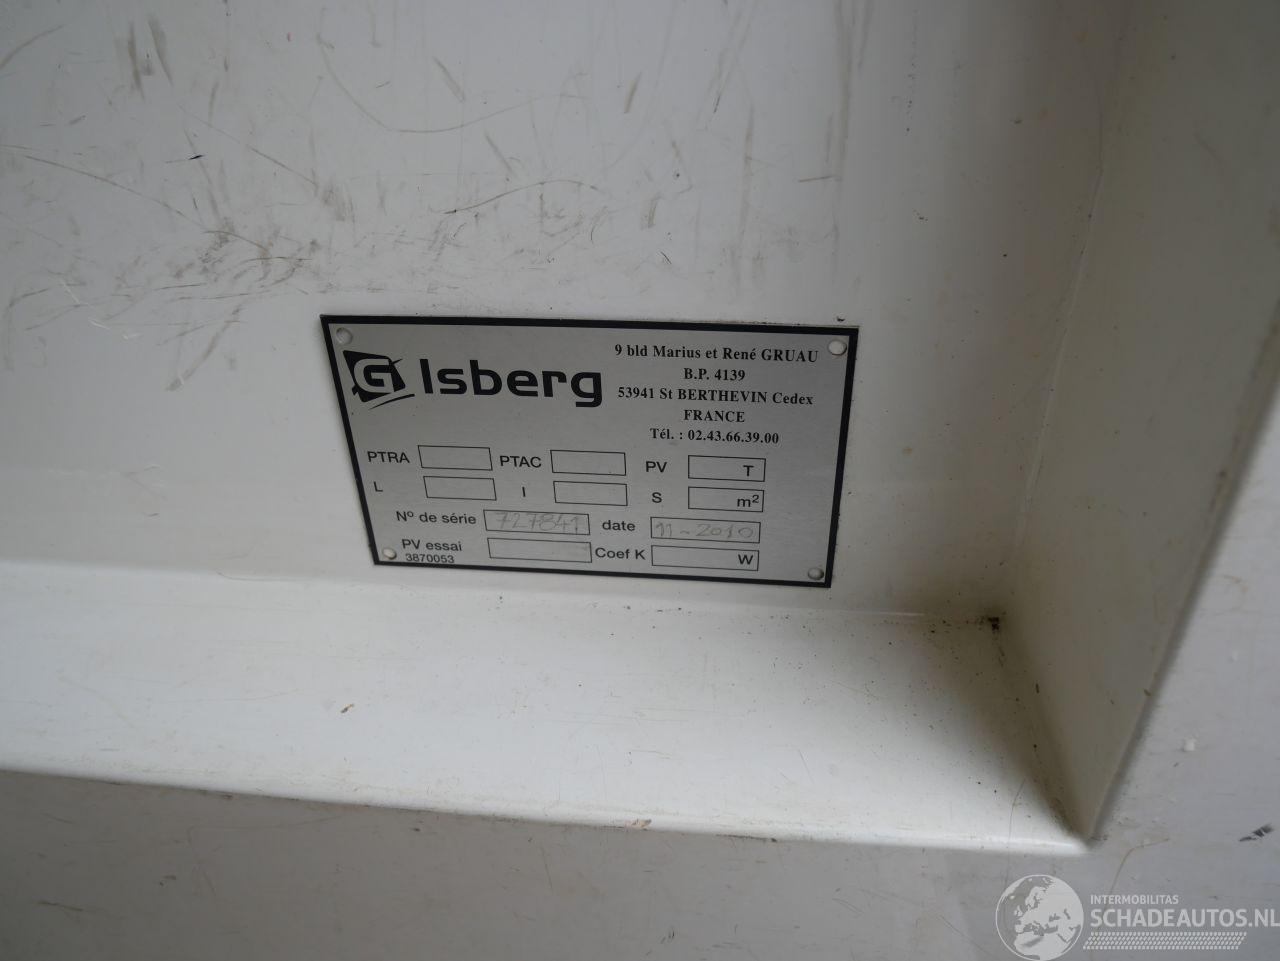 G Isberg
9 bld Marius et René GRUAU
B.P. 4139
53941 St BERTHEVIN Cedex
FRANCE
Tél. : 02.43.66.39.00
PTRA PTAC PV T
L l S m²
Nº de série 727841 date 11-2010
PV essai Coef K W
3870053
INTERMOBILITAS
SCHADEAUTOS.NL